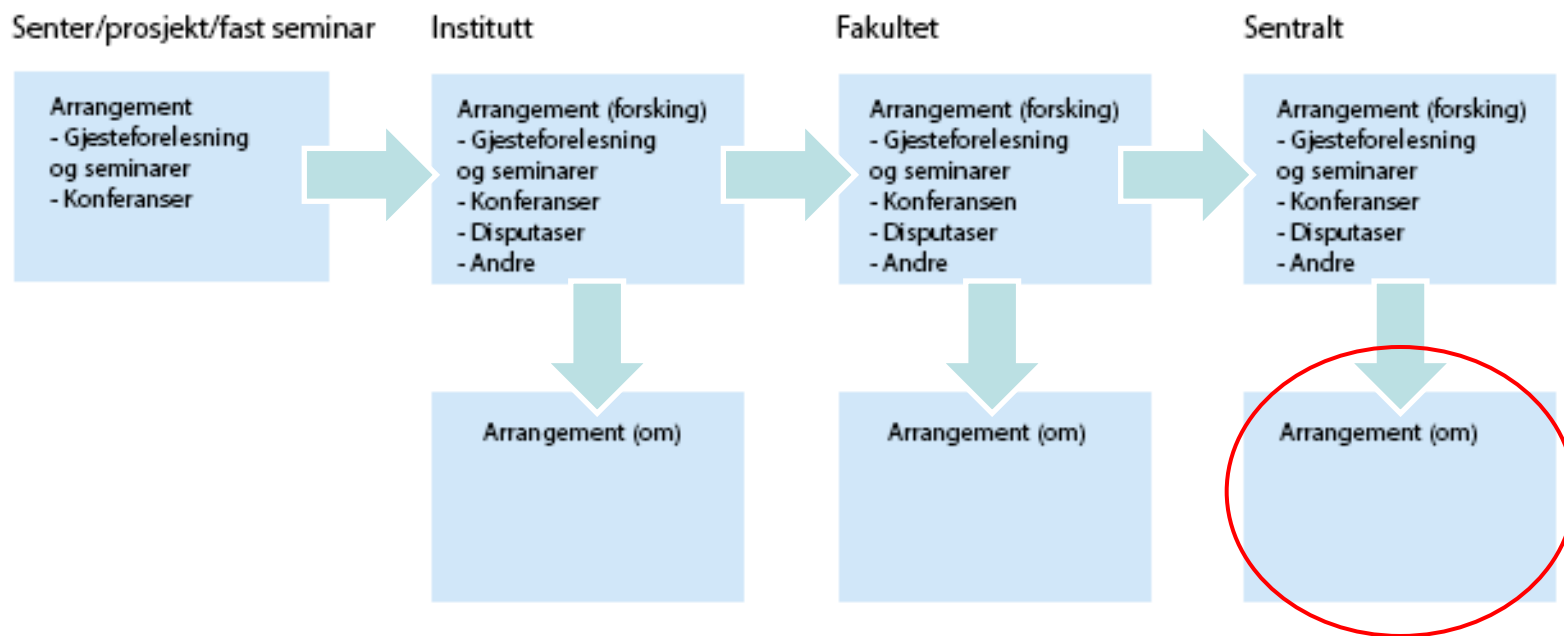 Senter/prosjekt/fast seminar
Arrangement
- Gjesteforelesning
og seminarer
- Konferanser
Institutt
Arrangement (forsking)
- Gjesteforelesning
og seminarer
- Konferanser
- Disputaser
- Andre
Arrangement (om)
Fakultet
Arrangement (forsking)
- Gjesteforelesning
og seminarer
- Konferansen
- Disputaser
- Andre
Arrangement (om)
Sentralt
Arrangement (forsking)
- Gjesteforelesning
og seminarer
- Konferanser
- Disputaser
- Andre
Arrangement (om)